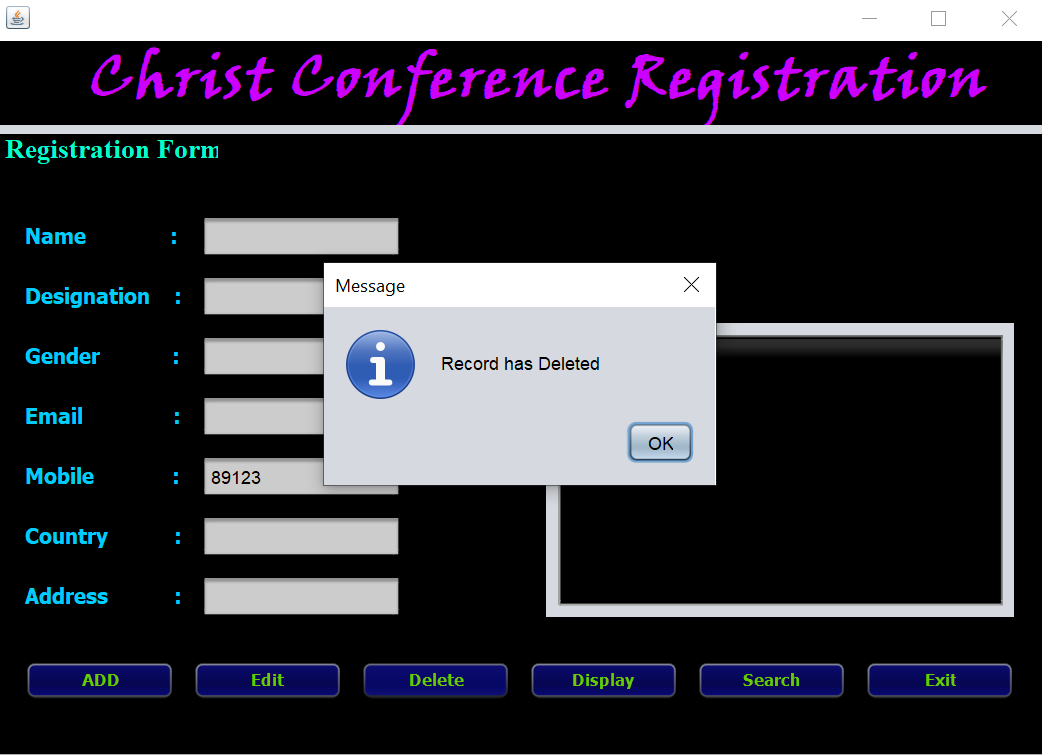 Christ Conference Registration
Registration Form
Name :
Designation :
Gender :
Email :
Mobile : 89123
Country :
Address :
Message
Record has Deleted
OK
ADD Edit Delete Display Search Exit